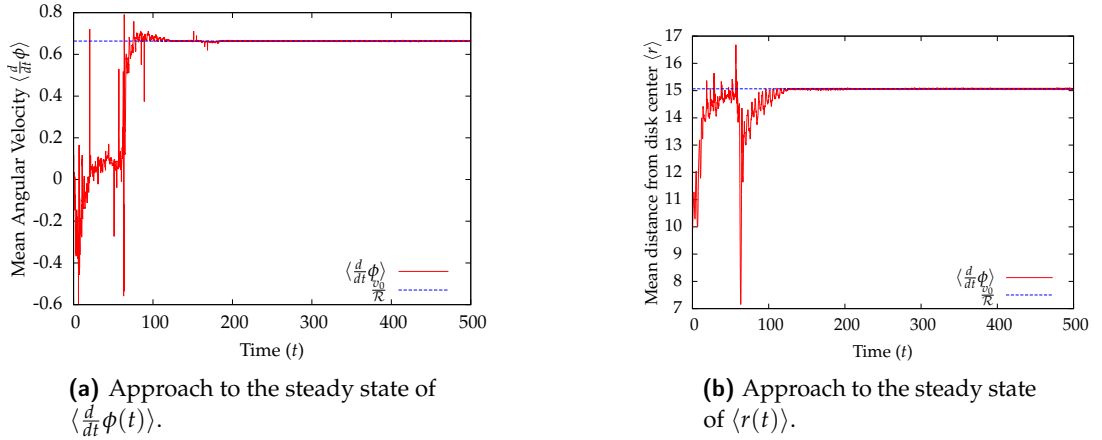 Mean Angular Velocity ⟨d/dt ϕ⟩
0.8
0.6
0.4
0.2
0
-0.2
-0.4
-0.6
⟨d/dt ϕ⟩
v₀/R
0
100
200
300
400
500
Time (t)
(a) Approach to the steady state of
⟨d/dt ϕ(t)⟩.
Mean distance from disk center ⟨r⟩
17
16
15
14
13
12
11
10
9
8
7
⟨d/dt ϕ⟩
v₀/R
0
100
200
300
400
500
Time (t)
(b) Approach to the steady state
of ⟨r(t)⟩.